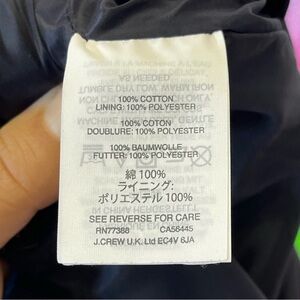 100% COTTON
LINING: 100% POLYESTER
100% COTON
DOUBLURE: 100% POLYESTER
100% BAUMWOLLE
FUTTER: 100% POLYESTER
綿 100%
ライニング:
ポリエステル 100%
SEE REVERSE FOR CARE
RN77388 CA56445
J.CREW U.K. Ltd EC4V 6JA